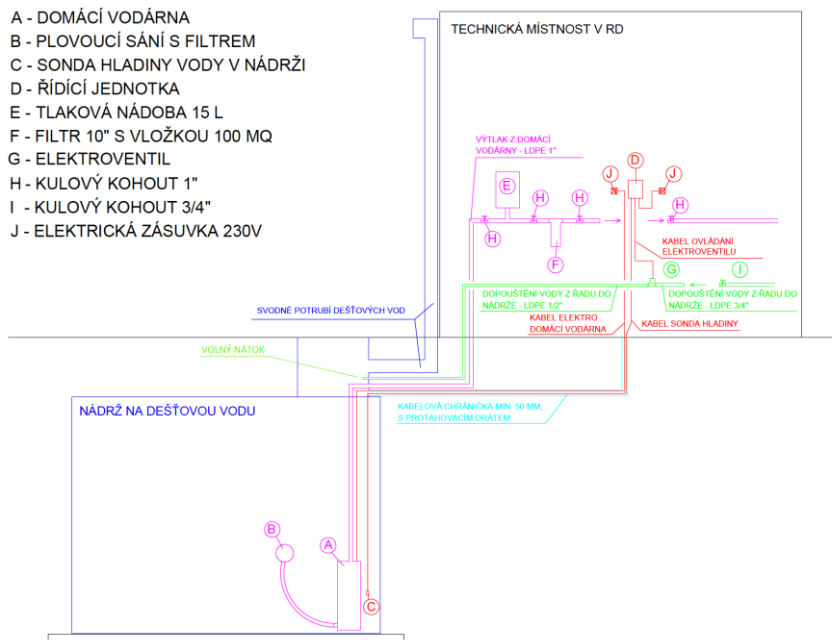 A - DOMÁCÍ VODÁRNA
B - PLOVOUCÍ SÁNÍ S FILTREM
C - SONDA HLADINY VODY V NÁDRŽI
D - ŘÍDÍCÍ JEDNOTKA
E - TLAKOVÁ NÁDOBA 15 L
F - FILTR 10" S VLOŽKOU 100 MQ
G - ELEKTROVENTIL
H - KULOVÝ KOHOUT 1"
I - KULOVÝ KOHOUT 3/4"
J - ELEKTRICKÁ ZÁSUVKA 230V
TECHNICKÁ MÍSTNOST V RD
VÝTLAK Z DOMÁCÍ
VODÁRNY - LDPE 1"
D
J
J
E
H
H
H
H
F
KABEL OVLÁDÁNÍ
ELEKTROVENTILU
G
I
DOPOUŠTĚNÍ VODY Z ŘADU DO
NÁDRŽE - LDPE 1/2"
DOPOUŠTĚNÍ VODY Z ŘADU DO
NÁDRŽE - LDPE 3/4"
SVODNÉ POTRUBÍ DEŠŤOVÝCH VOD
KABEL ELEKTRO
DOMÁCÍ VODÁRNA
KABEL SONDA HLADINY
VOLNÝ NÁTOK
NÁDRŽ NA DEŠŤOVOU VODU
KABELOVÁ CHRÁNIČKA MIN. 50 MM,
S PROTAHOVACÍM DRÁTEM
B
A
C